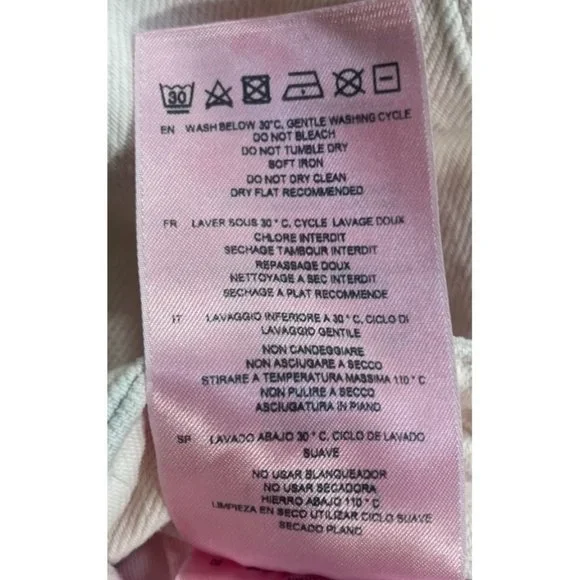 30
EN WASH BELOW 30°C, GENTLE WASHING CYCLE
DO NOT BLEACH
DO NOT TUMBLE DRY
SOFT IRON
DO NOT DRY CLEAN
DRY FLAT RECOMMENDED
FR LAVER SOUS 30° C, CYCLE LAVAGE DOUX
CHLORE INTERDIT
SECHAGE TAMBOUR INTERDIT
REPASSAGE DOUX
NETTOYAGE A SEC INTERDIT
SECHAGE A PLAT RECOMMENDE
IT LAVAGGIO INFERIORE A 30° C, CICLO DI
LAVAGGIO GENTILE
NON CANDEGGIARE
NON ASCIUGARE A SECCO
STIRARE A TEMPERATURA MASSIMA 110° C
NON PULIRE A SECCO
ASCIUGATURA IN PIANO
SP LAVADO ABAJO 30° C, CICLO DE LAVADO
SUAVE
NO USAR BLANQUEADOR
NO USAR SECADORA
HIERRO ABAJO 110° C
LIMPIEZA EN SECO UTILIZAR CICLO SUAVE
SECADO PLANO